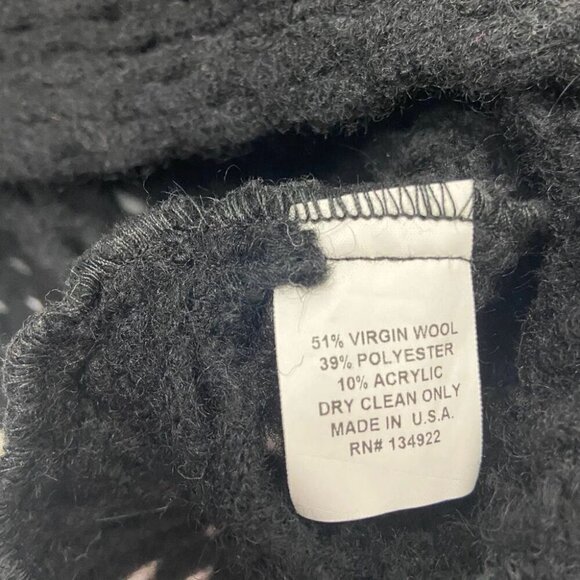 51% VIRGIN WOOL
39% POLYESTER
10% ACRYLIC
DRY CLEAN ONLY
MADE IN U.S.A.
RN# 134922